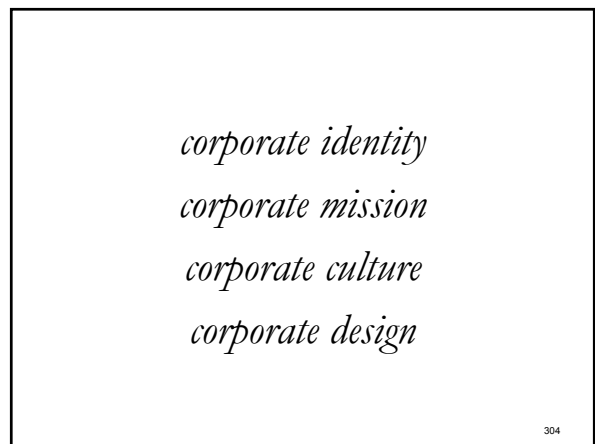 corporate identity
corporate mission
corporate culture
corporate design
304